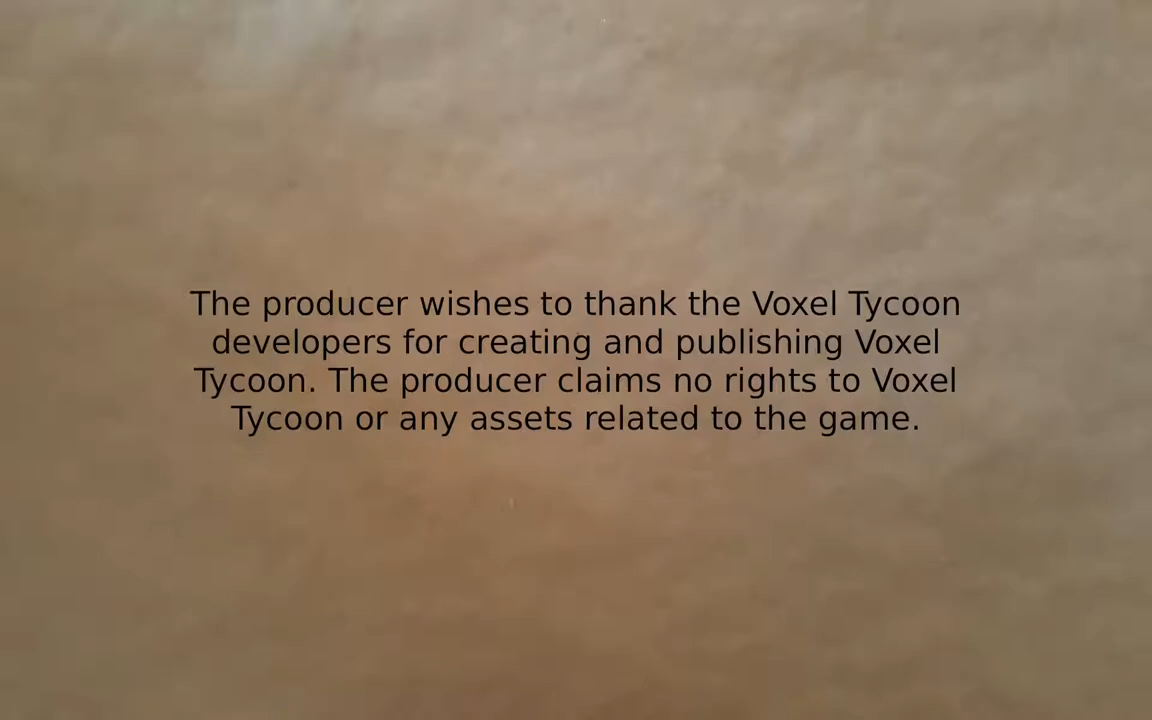 The producer wishes to thank the Voxel Tycoon
developers for creating and publishing Voxel
Tycoon. The producer claims no rights to Voxel
Tycoon or any assets related to the game.